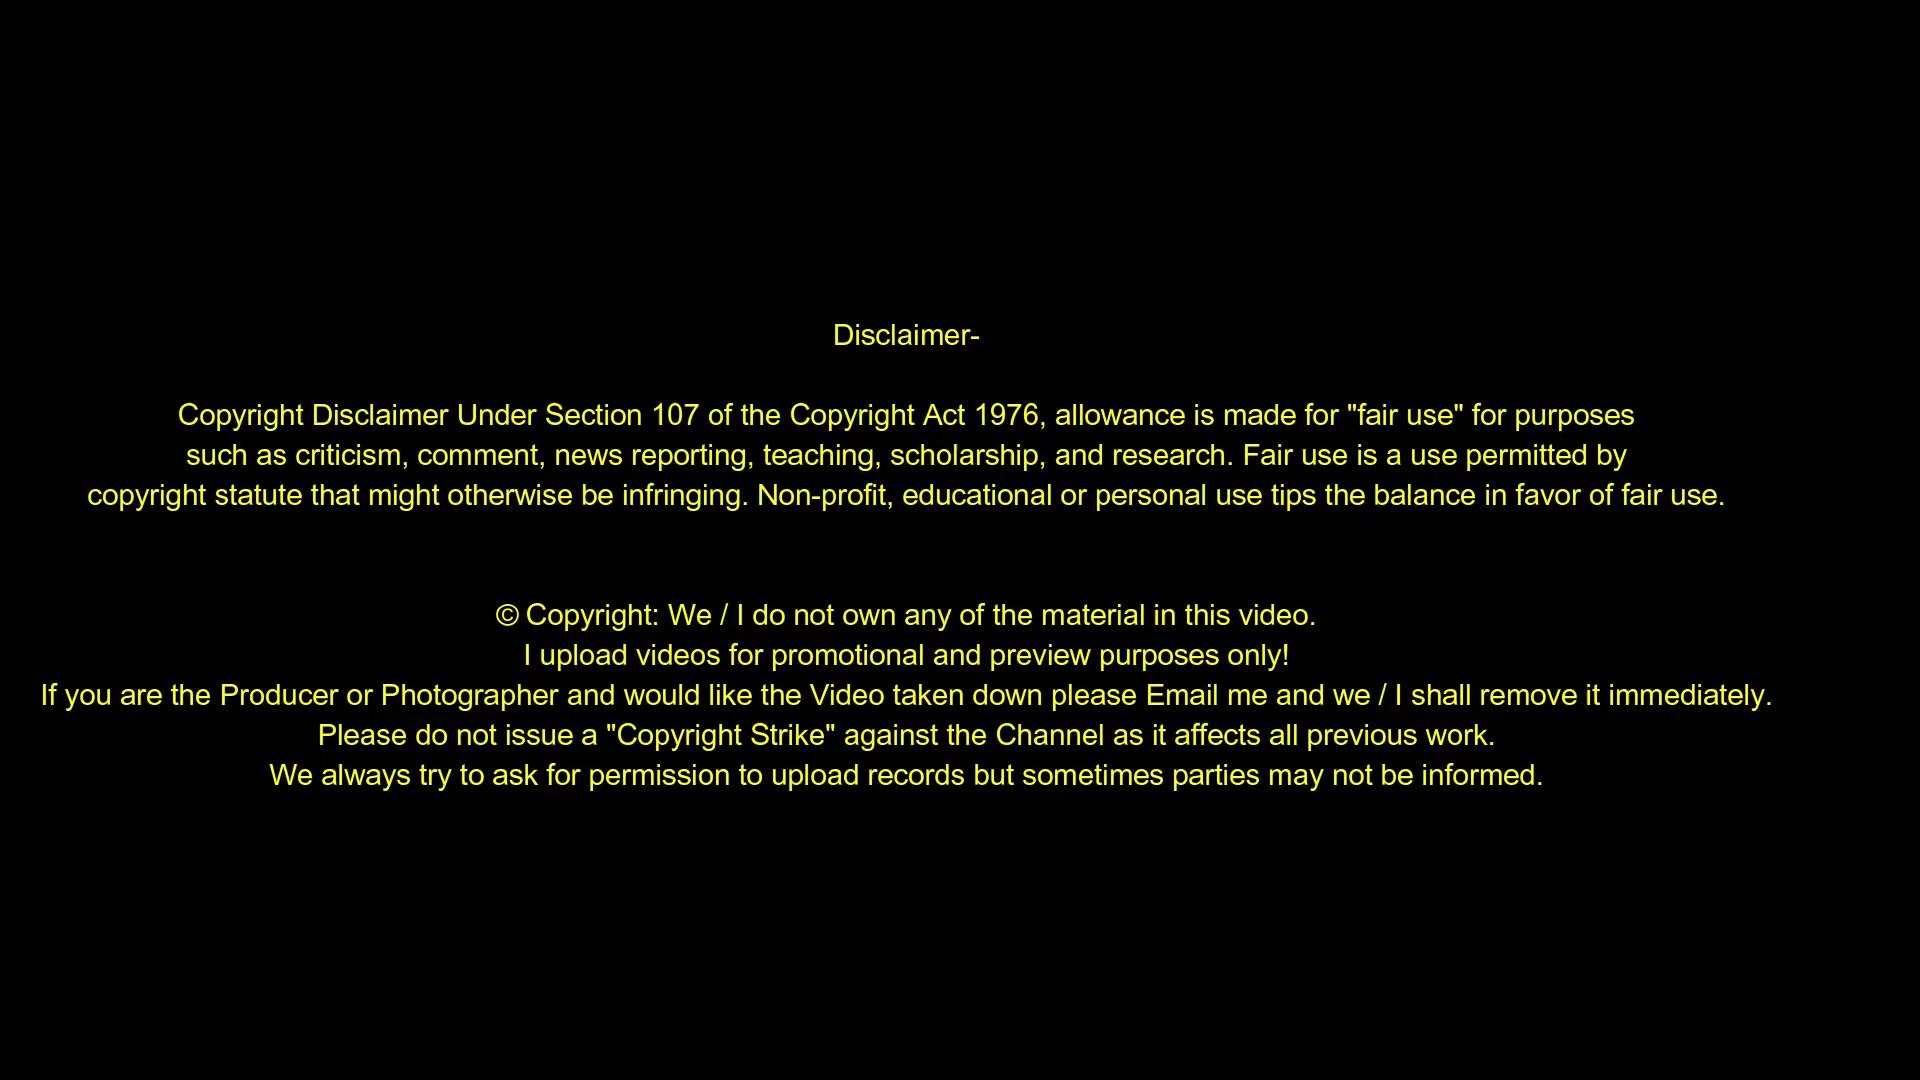 Disclaimer-
Copyright Disclaimer Under Section 107 of the Copyright Act 1976, allowance is made for "fair use" for purposes
such as criticism, comment, news reporting, teaching, scholarship, and research. Fair use is a use permitted by
copyright statute that might otherwise be infringing. Non-profit, educational or personal use tips the balance in favor of fair use.
© Copyright: We / I do not own any of the material in this video.
I upload videos for promotional and preview purposes only!
If you are the Producer or Photographer and would like the Video taken down please Email me and we / I shall remove it immediately.
Please do not issue a "Copyright Strike" against the Channel as it affects all previous work.
We always try to ask for permission to upload records but sometimes parties may not be informed.